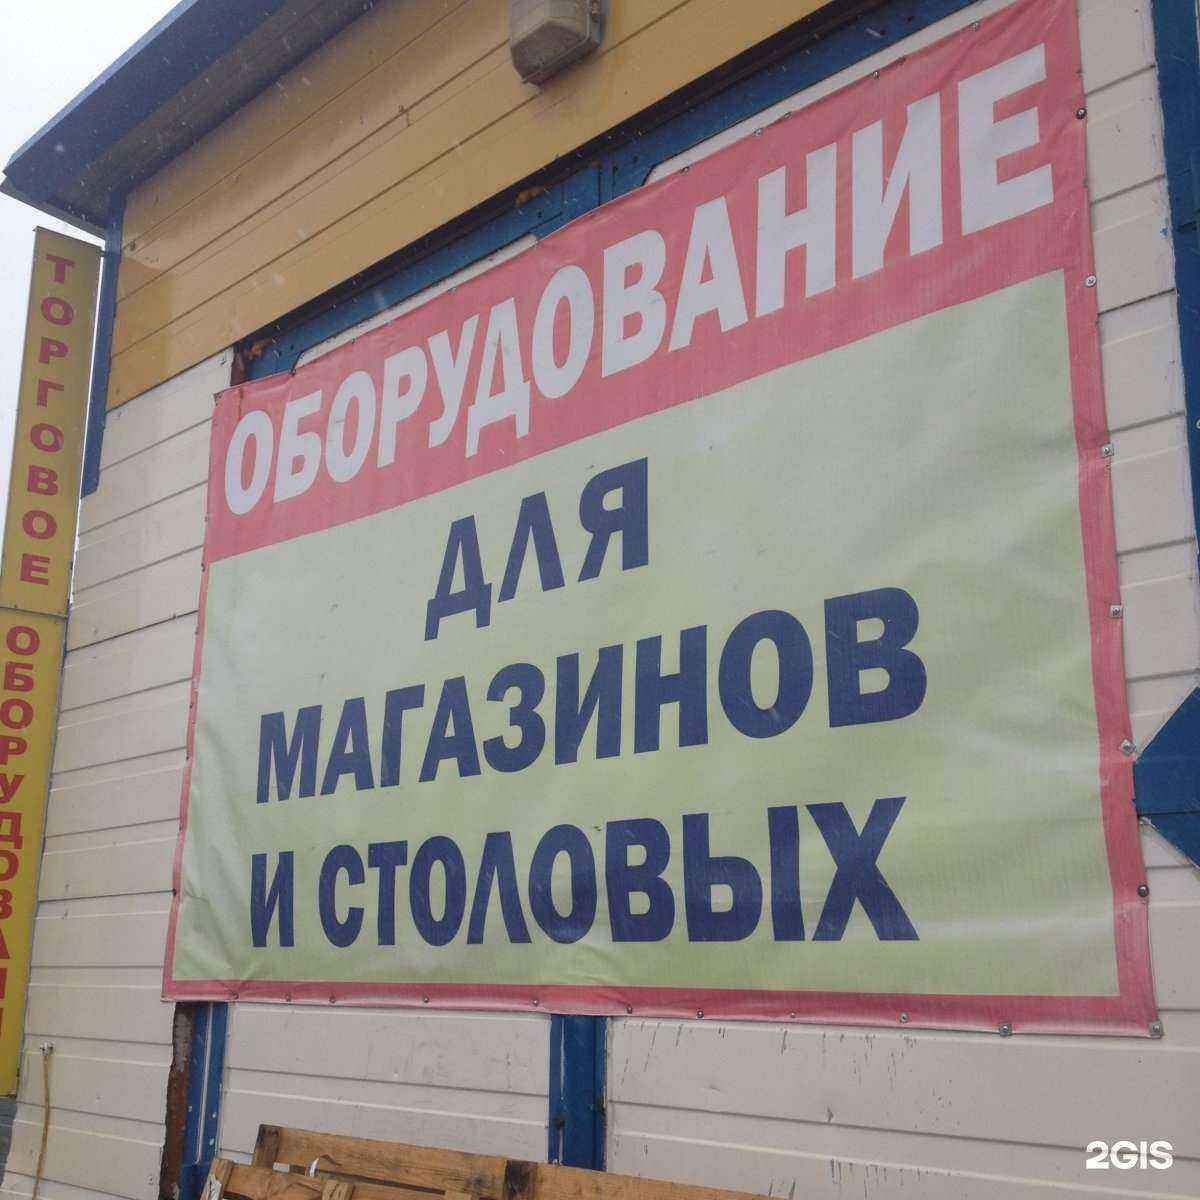 ОБОРУДОВАНИЕ
ДЛЯ
МАГАЗИНОВ
И СТОЛОВЫХ
ТОРГОВОЕ
2GIS